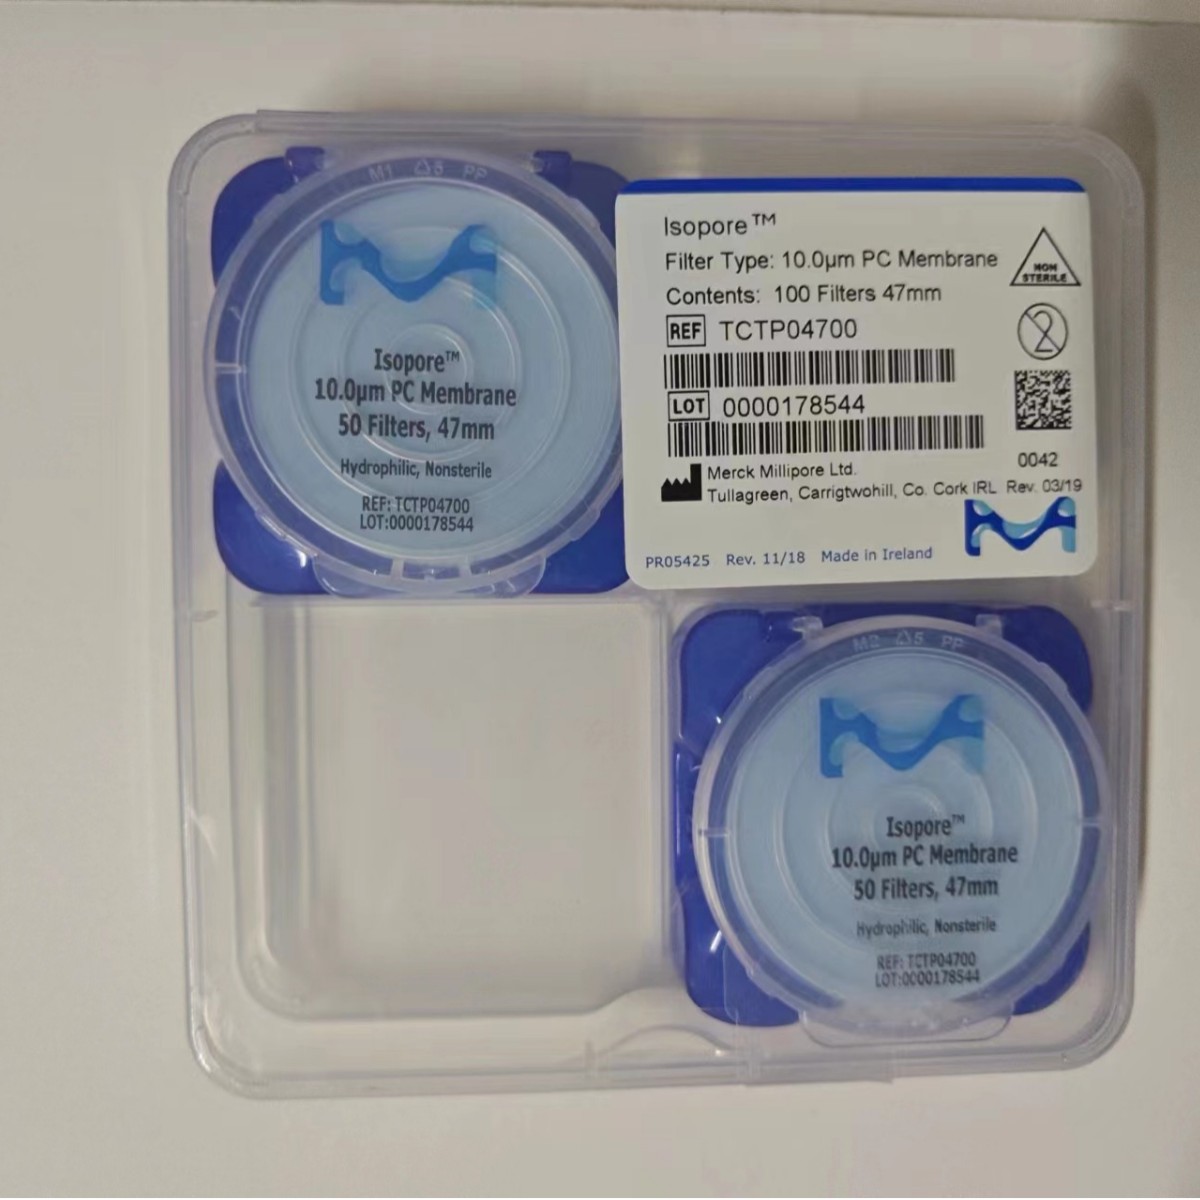 M1 5 PP
Isopore™
10.0µm PC Membrane
50 Filters, 47mm
Hydrophilic, Nonsterile
REF: TCTP04700
LOT:0000178544
Isopore™
Filter Type: 10.0µm PC Membrane
Contents: 100 Filters 47mm
REF TCTP04700
LOT 0000178544
NON
STERILE
2
0042
Merck Millipore Ltd.
Tullagreen, Carrigtwohill, Co. Cork IRL Rev. 03/19
PR05425 Rev. 11/18 Made in Ireland
M2 5 PP
Isopore™
10.0µm PC Membrane
50 Filters, 47mm
Hydrophilic, Nonsterile
REF: TCTP04700
LOT:0000178544